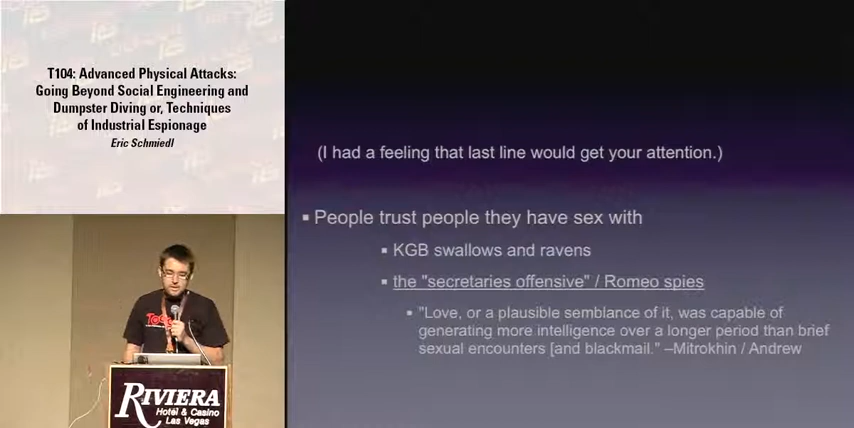 T104: Advanced Physical Attacks:
Going Beyond Social Engineering and
Dumpster Diving or, Techniques
of Industrial Espionage
Eric Schmiedl
(I had a feeling that last line would get your attention.)
▪ People trust people they have sex with
▪ KGB swallows and ravens
▪ the "secretaries offensive" / Romeo spies
▪ "Love, or a plausible semblance of it, was capable of
generating more intelligence over a longer period than brief
sexual encounters [and blackmail." –Mitrokhin / Andrew
RIVIERA
Hotel & Casino
Las Vegas